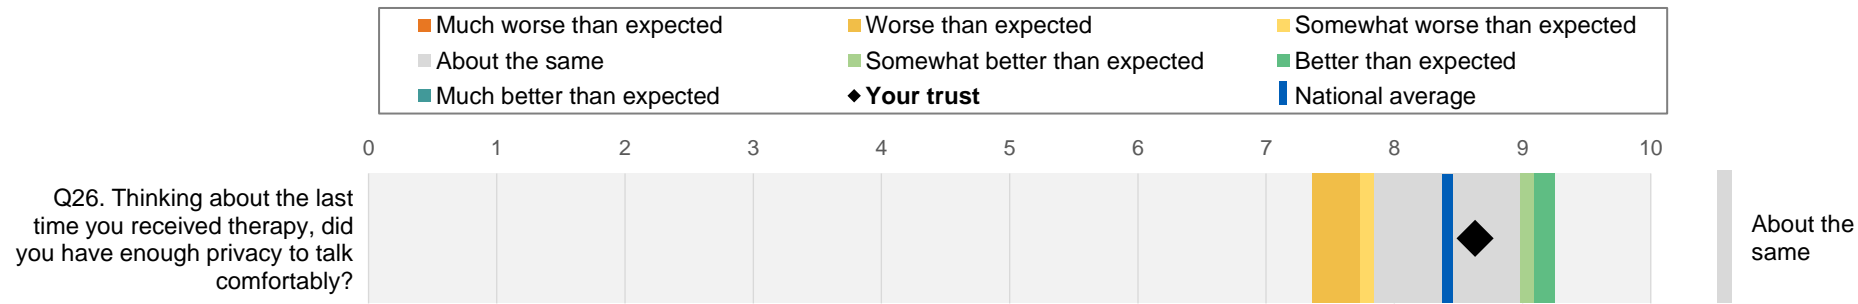 Much worse than expected Worse than expected Somewhat worse than expected
About the same Somewhat better than expected Better than expected
Much better than expected Your trust National average
0 1 2 3 4 5 6 7 8 9 10
Q26. Thinking about the last
time you received therapy, did
you have enough privacy to talk
comfortably?
About the
same